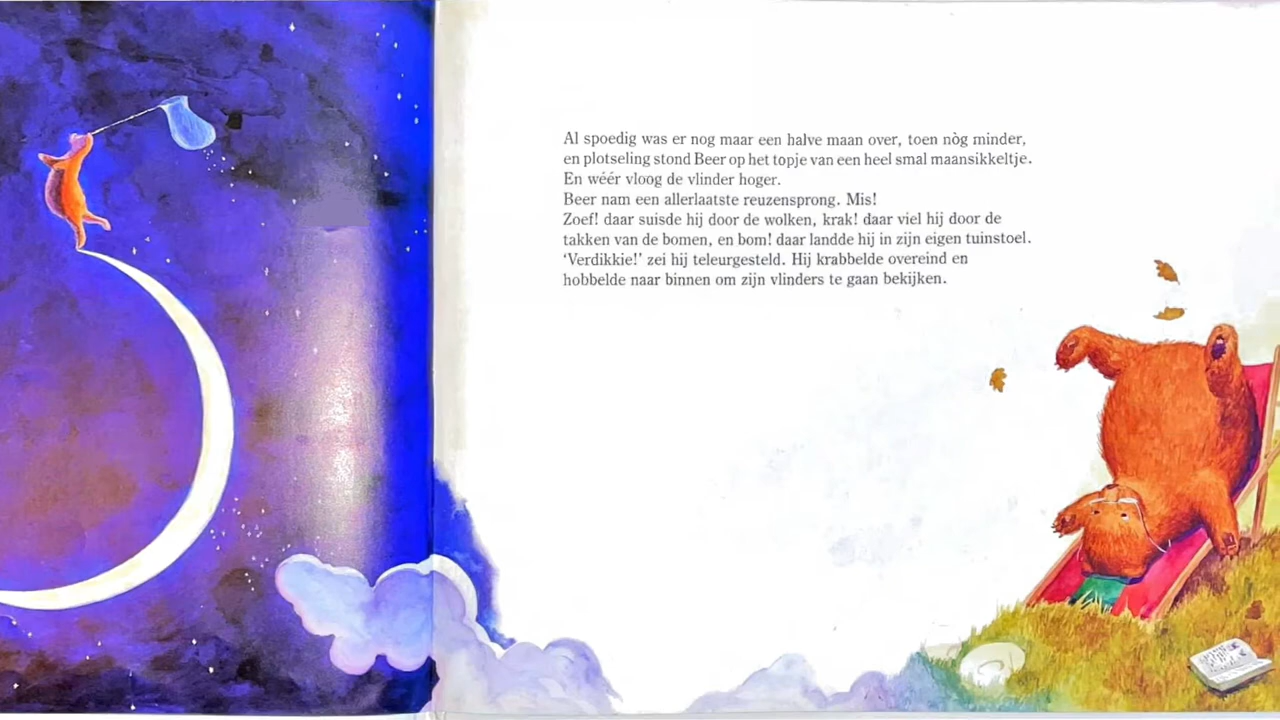 Al spoedig was er nog maar een halve maan over, toen nòg minder,
en plotseling stond Beer op het topje van een heel smal maansikkeltje.
En wéér vloog de vlinder hoger.
Beer nam een allerlaatste reuzensprong. Mis!
Zoef! daar suisde hij door de wolken, krak! daar viel hij door de
takken van de bomen, en bom! daar landde hij in zijn eigen tuinstoel.
‘Verdikkie!’ zei hij teleurgesteld. Hij krabbelde overeind en
hobbelde naar binnen om zijn vlinders te gaan bekijken.